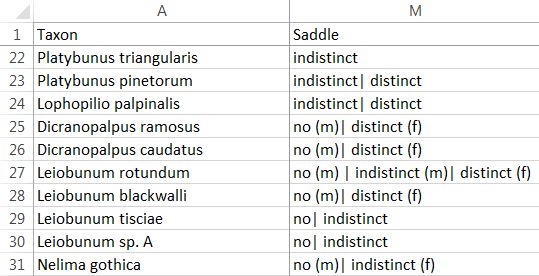 A M
1 Taxon Saddle
22 Platybunus triangularis indistinct
23 Platybunus pinetorum indistinct| distinct
24 Lophopilio palpinalis indistinct| distinct
25 Dicranopalpus ramosus no (m)| distinct (f)
26 Dicranopalpus caudatus no (m)| distinct (f)
27 Leiobunum rotundum no (m) | indistinct (m)| distinct (f)
28 Leiobunum blackwalli no (m)| distinct (f)
29 Leiobunum tisciae no| indistinct
30 Leiobunum sp. A no| indistinct
31 Nelima gothica no (m)| indistinct (f)